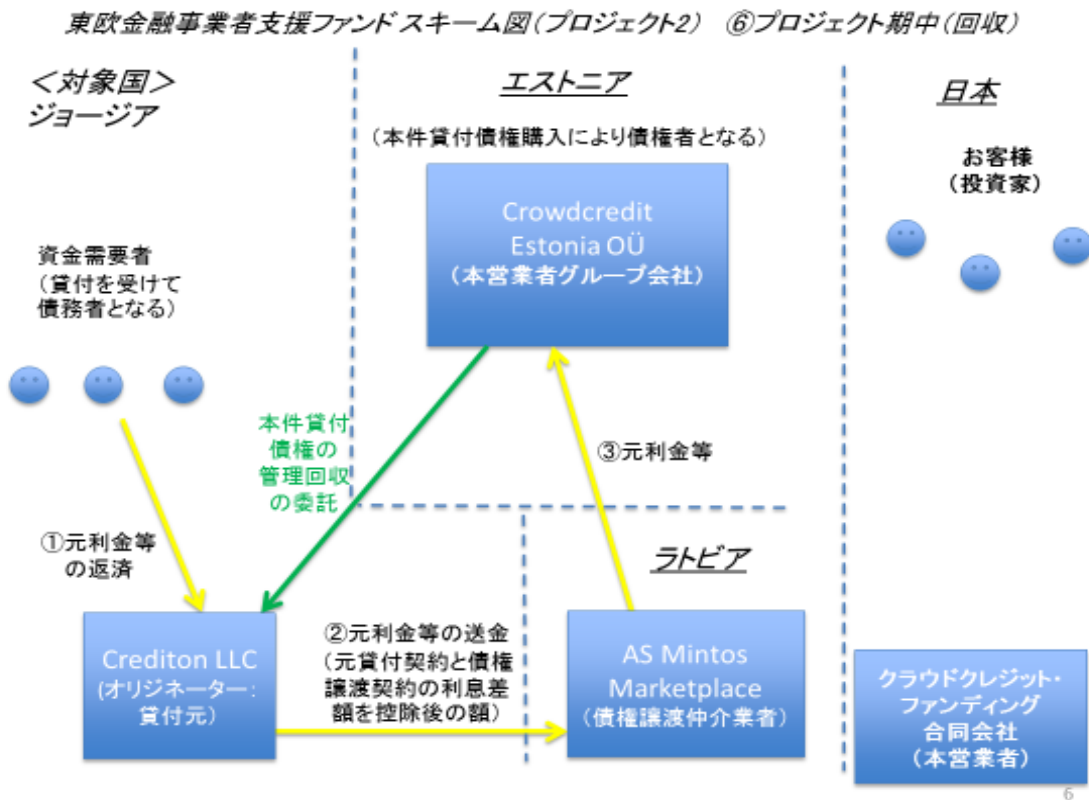 東欧金融事業者支援ファンドスキーム図（プロジェクト2） ⑥プロジェクト期中（回収）
＜対象国＞
ジョージア
エストニア
日本
（本件貸付債権購入により債権者となる）
お客様
（投資家）
Crowdcredit
Estonia OÜ
（本営業者グループ会社）
資金需要者
（貸付を受けて
債務者となる）
本件貸付
債権の
管理回収
の委託
③元利金等
①元利金等
の返済
ラトビア
②元利金等の送金
（元貸付契約と債権
譲渡契約の利息差
額を控除後の額）
Crediton LLC
（オリジネーター：
貸付元）
AS Mintos
Marketplace
（債権譲渡仲介業者）
クラウドクレジット・
ファンディング
合同会社
（本営業者）
6